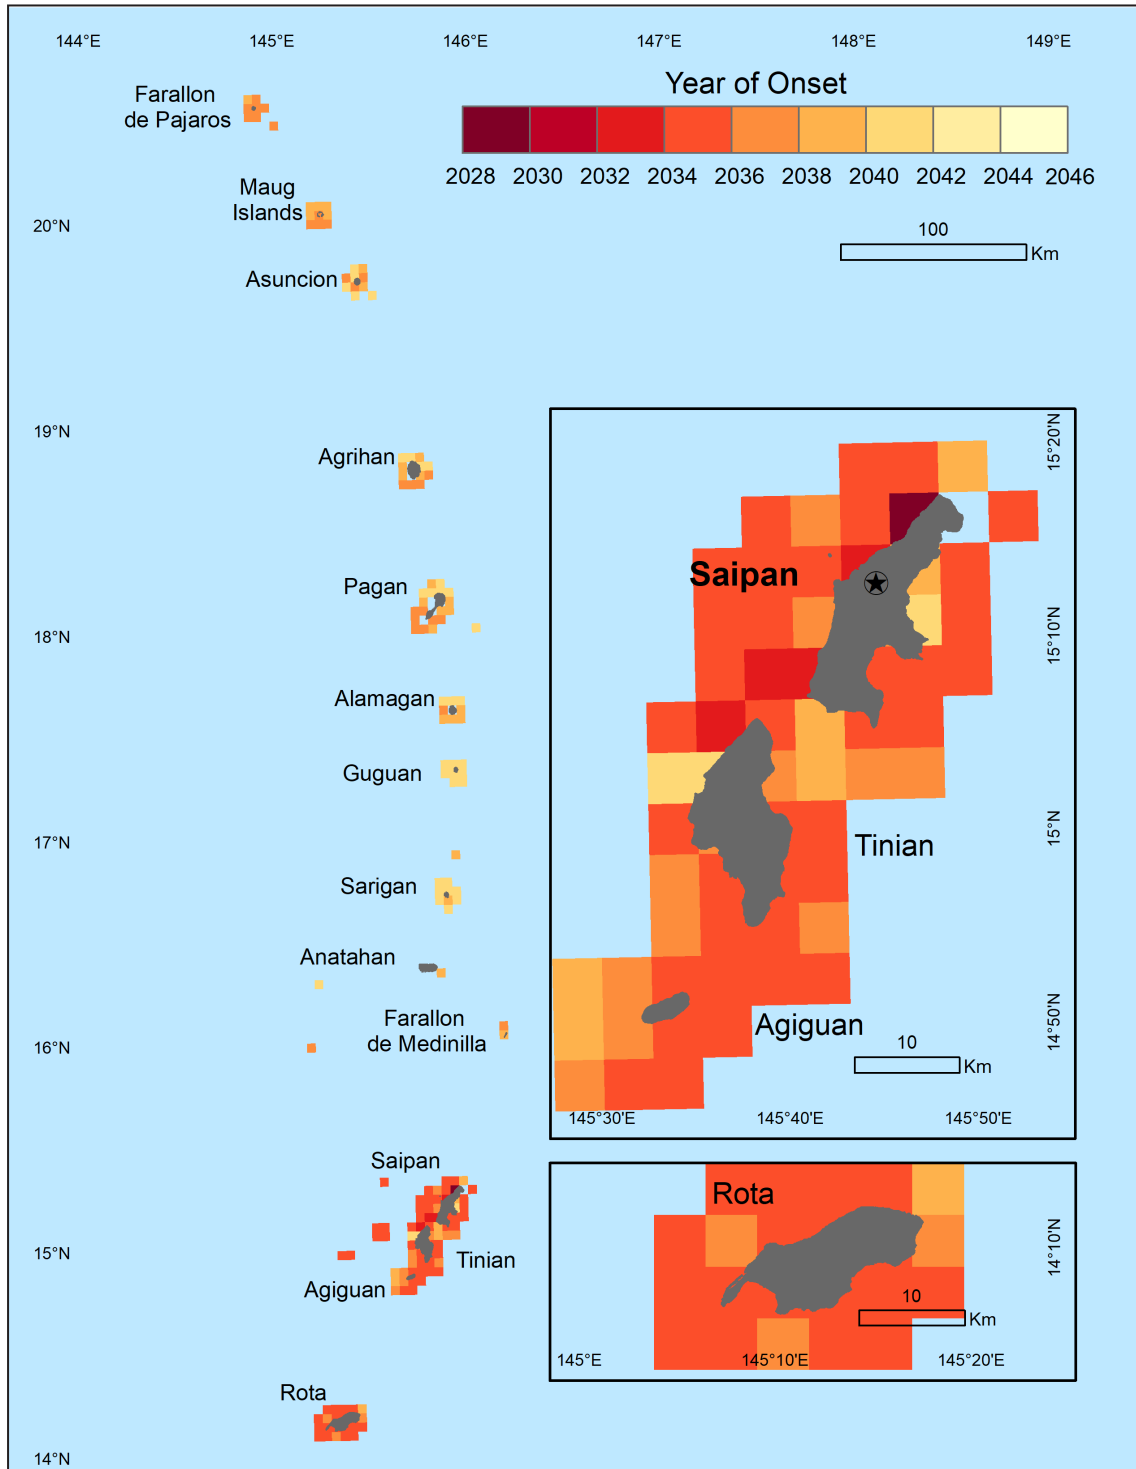 144°E 145°E 146°E 147°E 148°E 149°E
Year of Onset
Farallon
de Pajaros
2028 2030 2032 2034 2036 2038 2040 2042 2044 2046
Maug
Islands
20°N
100
Km
Asuncion
19°N
Agrihan
15°20'N
Pagan
Saipan
18°N
15°10'N
Alamagan
Guguan
17°N
15°N
Tinian
Sarigan
Anatahan
14°50'N
Farallon
de Medinilla
Agiguan
16°N
10
Km
145°30'E 145°40'E 145°50'E
Saipan
Rota
15°N
Tinian
14°10'N
Agiguan
10
Km
145°E 145°10'E 145°20'E
Rota
14°N